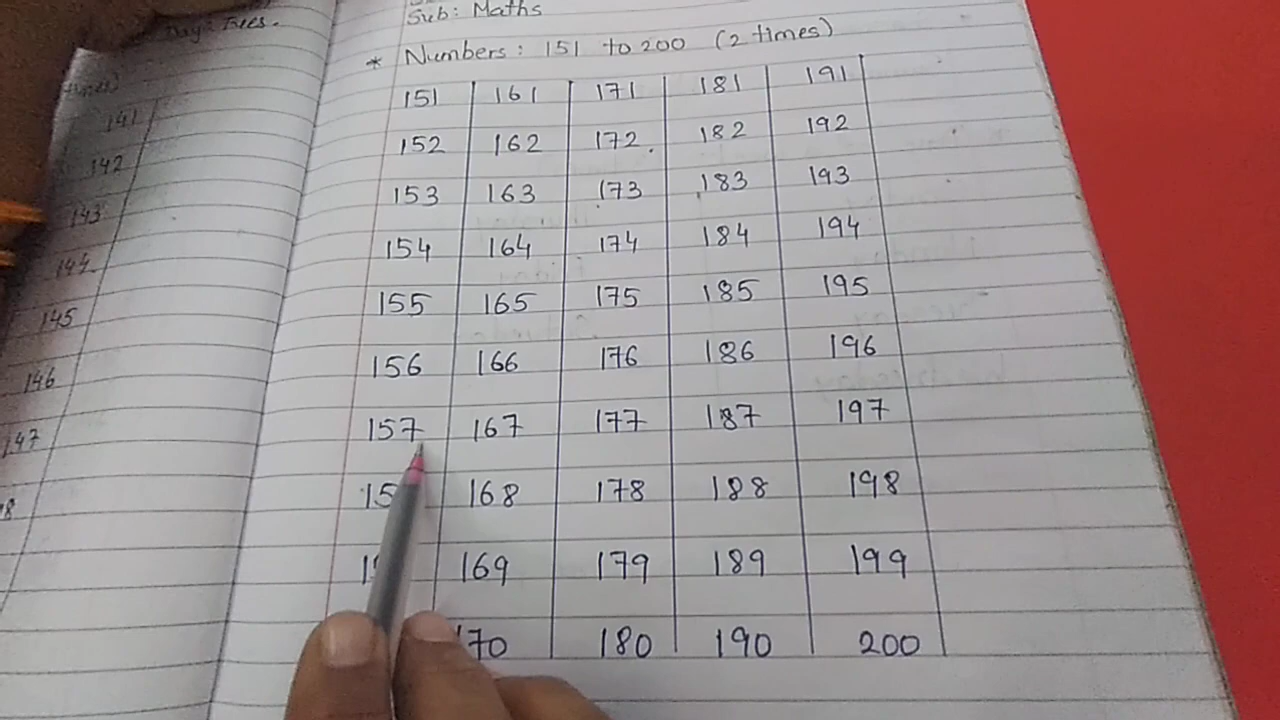 Day: Tues.
141
142
143
144
145
146
147
Sub: Maths
* Numbers: 151 to 200 (2 times)
151 161 171 181 191
152 162 172 182 192
153 163 173 183 193
154 164 174 184 194
155 165 175 185 195
156 166 176 186 196
157 167 177 187 197
168 178 188 198
169 179 189 199
170 180 190 200